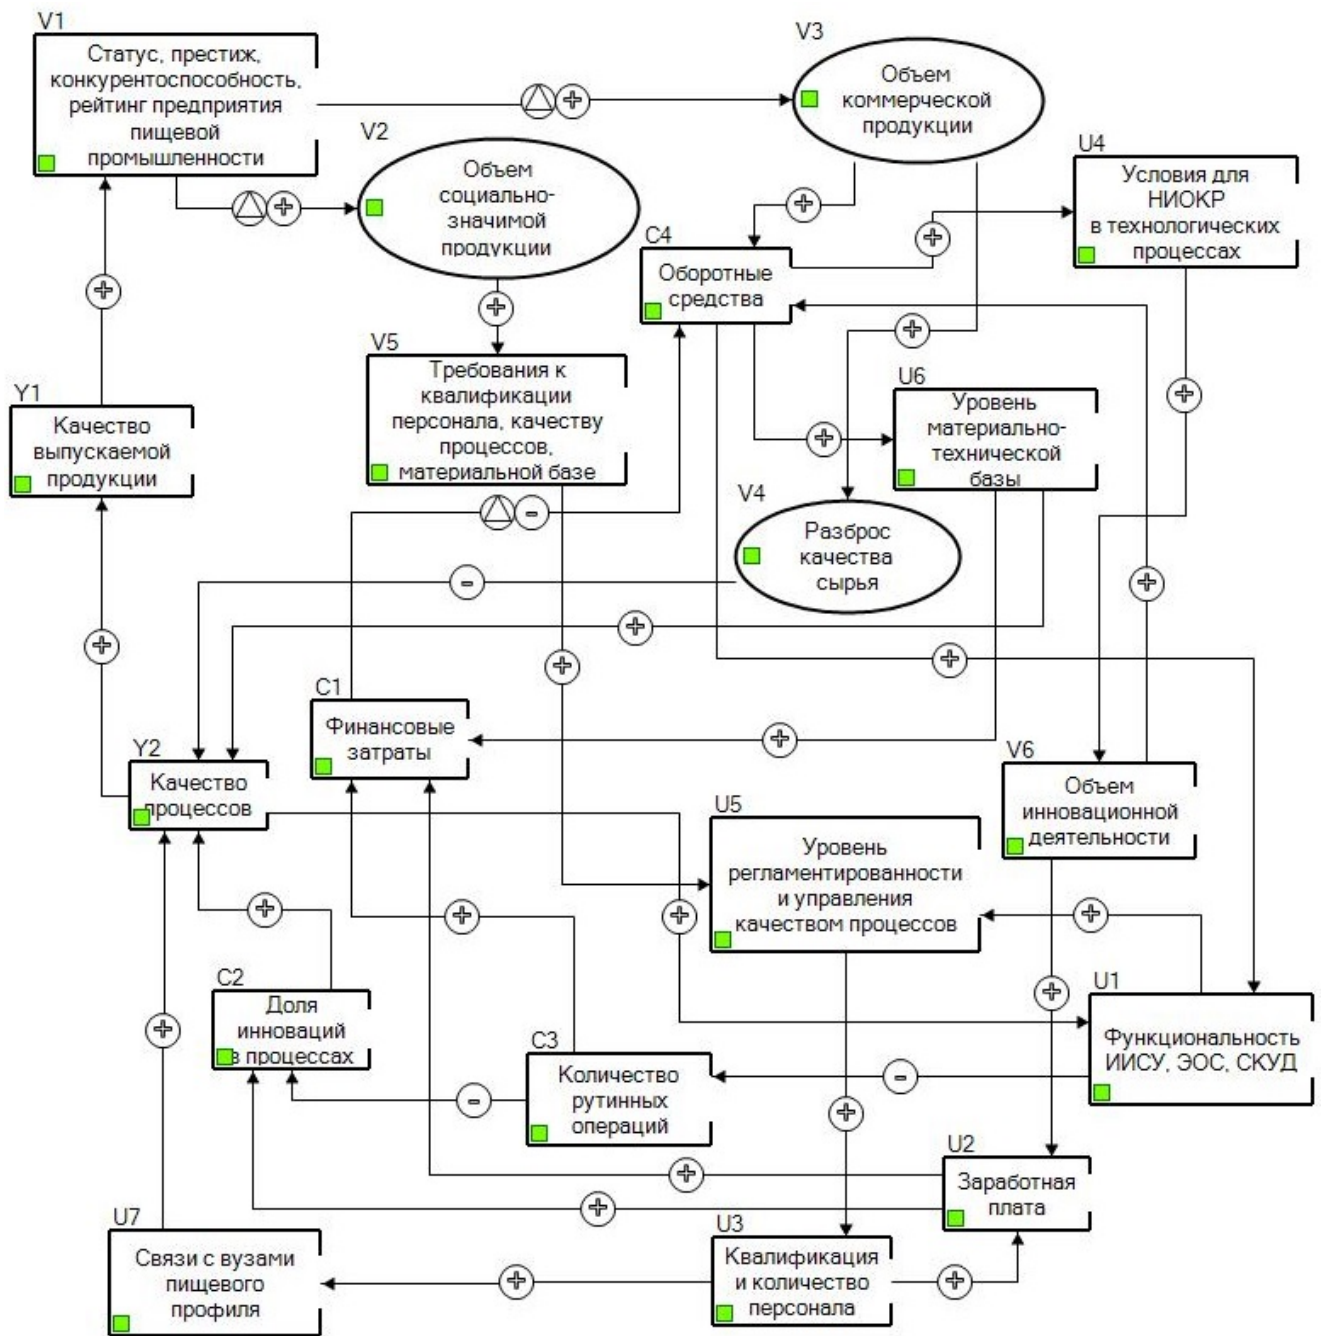 V1
Статус, престиж,
конкурентоспособность,
рейтинг предприятия
пищевой
промышленности
V3
Объем
коммерческой
продукции
V2
Объем
социально-
значимой
продукции
U4
Условия для
НИОКР
в технологических
процессах
C4
Оборотные
средства
V5
Требования к
квалификации
персонала, качеству
процессов,
материальной базе
U6
Уровень
материально-
технической
базы
Y1
Качество
выпускаемой
продукции
V4
Разброс
качества
сырья
C1
Финансовые
затраты
Y2
Качество
процессов
V6
Объем
инновационной
деятельности
U5
Уровень
регламентированности
и управления
качеством процессов
C2
Доля
инноваций
в процессах
C3
Количество
рутинных
операций
U1
Функциональность
ИИСУ, ЭОС, СКУД
U2
Заработная
плата
U7
Связи с вузами
пищевого
профиля
U3
Квалификация
и количество
персонала